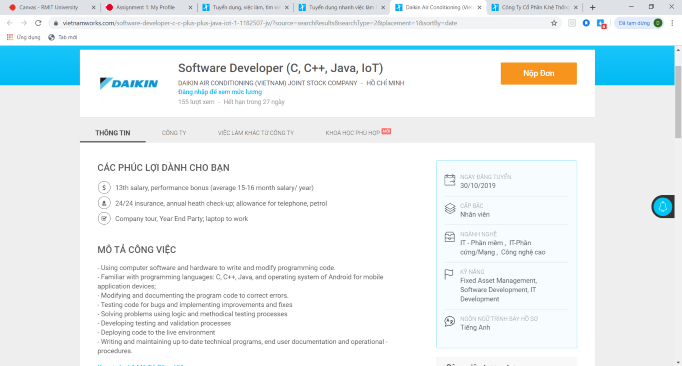 Canvas - RMIT University
Assignment 1: My Profile
Tuyển dụng, việc làm, tìm vi
Tuyển dụng nhanh việc làm
Daikin Air Conditioning (Vietn
Công Ty Cổ Phần K
vietnamworks.com/software-developer-c-c-plus-plus-java-iot-1-1182507-jv/?source=searchResults&searchType=2&placement=1&sortBy=date
Đã tạm dừng
Ứng dụng
Tab mới
DAIKIN
Software Developer (C, C++, Java, IoT)
DAIKIN AIR CONDITIONING (VIETNAM) JOINT STOCK COMPANY - HỒ CHÍ MINH
Đăng nhập để xem mức lương
155 lượt xem - Hết hạn trong 27 ngày
Nộp Đơn
THÔNG TIN
CÔNG TY
VIỆC LÀM KHÁC TỪ CÔNG TY
KHOÁ HỌC PHÙ HỢP MỚI
CÁC PHÚC LỢI DÀNH CHO BẠN
13th salary, performance bonus (average 15-16 month salary/ year)
24/24 insurance, annual heath check-up; allowance for telephone, petrol
Company tour, Year End Party; laptop to work
MÔ TẢ CÔNG VIỆC
- Using computer software and hardware to write and modify programming code.
- Familiar with programming languages: C, C++, Java, and operating system of Android for mobile
application devices;
- Modifying and documenting the program code to correct errors.
- Testing code for bugs and implementing improvements and fixes
- Solving problems using logic and methodical testing processes
- Developing testing and validation processes
- Deploying code to the live environment
- Writing and maintaining up-to-date technical programs, end user documentation and operational -
procedures.
NGÀY ĐĂNG TUYỂN
30/10/2019
CẤP BẬC
Nhân viên
NGÀNH NGHỀ
IT - Phần mềm , IT-Phần
cứng/Mạng , Công nghệ cao
KỸ NĂNG
Fixed Asset Management,
Software Development, IT
Development
NGÔN NGỮ TRÌNH BÀY HỒ SƠ
Tiếng Anh